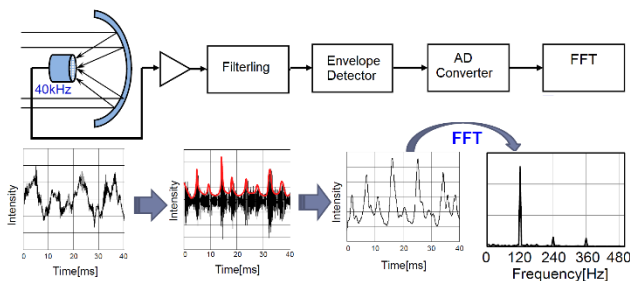 40kHz
Filterling
Envelope
Detector
AD
Converter
FFT
FFT
Intensity
0 10 20 30 40
Time[ms]
Intensity
0 10 20 30 40
Time[ms]
Intensity
0 10 20 30 40
Time[ms]
Intensity
0 120 240 360 480
Frequency[Hz]